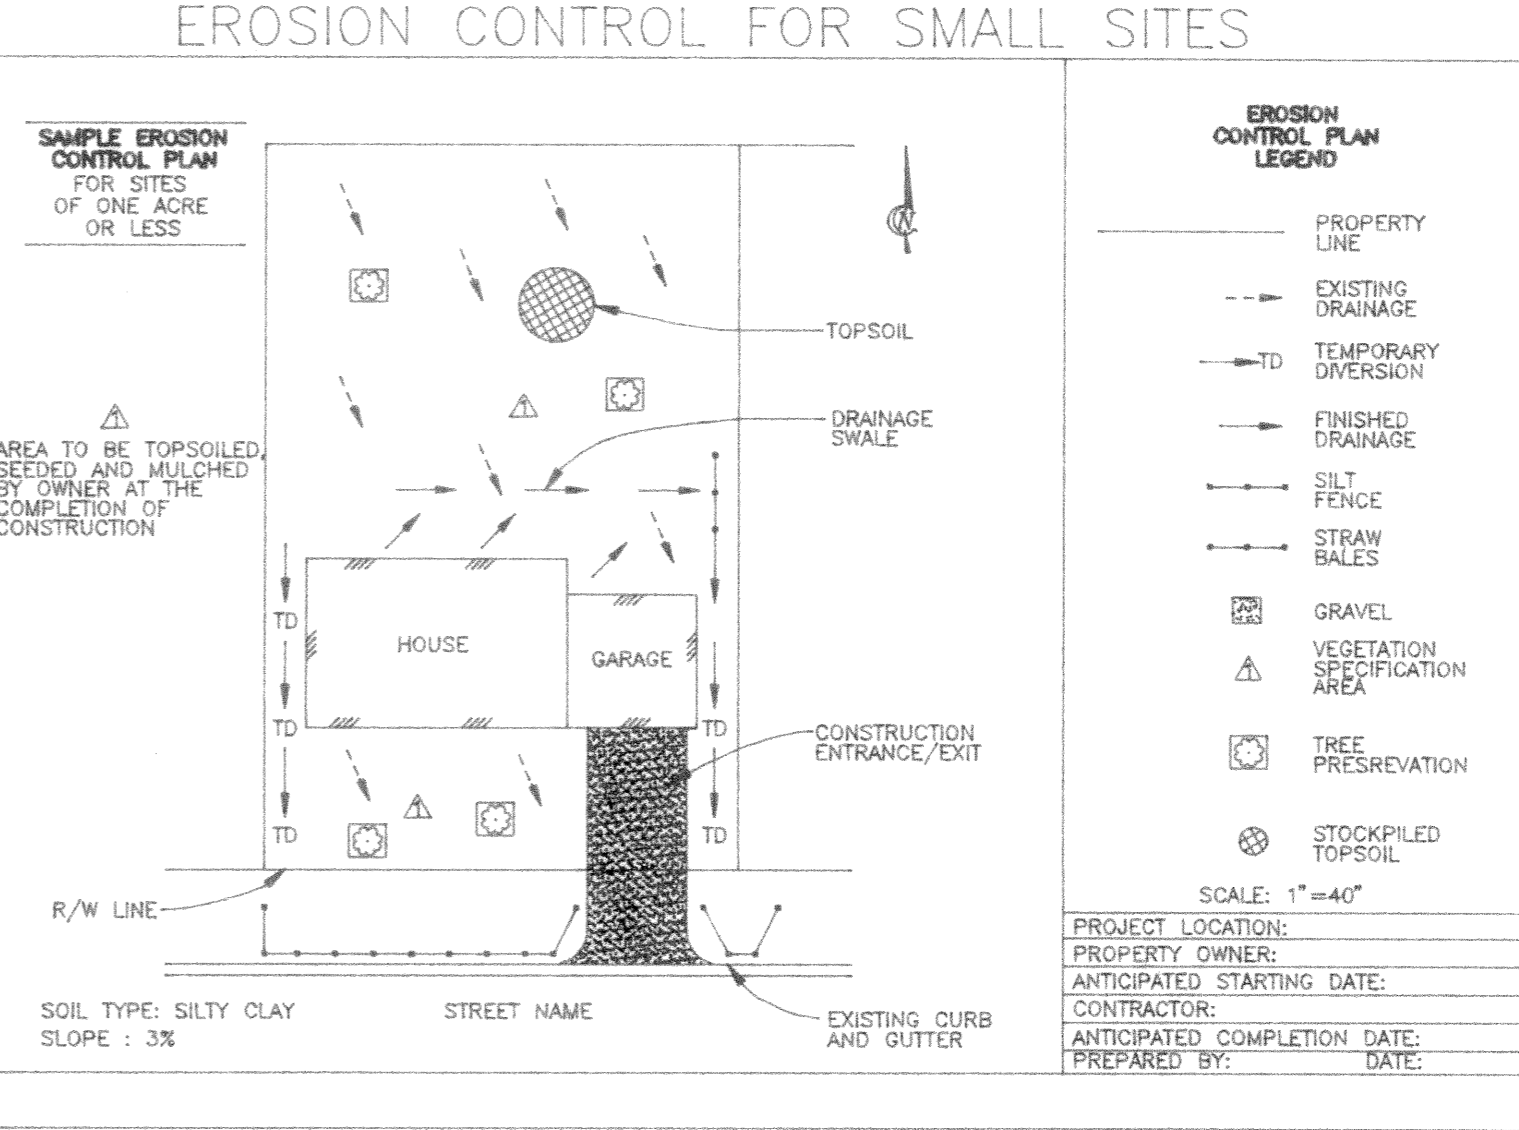 EROSION CONTROL FOR SMALL SITES
SAMPLE EROSION
CONTROL PLAN
FOR SITES
OF ONE ACRE
OR LESS
N
TOPSOIL
1
DRAINAGE
SWALE
1
AREA TO BE TOPSOILED,
SEEDED AND MULCHED
BY OWNER AT THE
COMPLETION OF
CONSTRUCTION
TD
HOUSE
GARAGE
TD
TD
CONSTRUCTION
ENTRANCE/EXIT
1
TD
TD
R/W LINE
SOIL TYPE: SILTY CLAY
SLOPE : 3%
STREET NAME
EXISTING CURB
AND GUTTER
EROSION
CONTROL PLAN
LEGEND
PROPERTY
LINE
EXISTING
DRAINAGE
TD
TEMPORARY
DIVERSION
FINISHED
DRAINAGE
SILT
FENCE
STRAW
BALES
GRAVEL
1
VEGETATION
SPECIFICATION
AREA
TREE
PRESREVATION
STOCKPILED
TOPSOIL
SCALE: 1"=40"
PROJECT LOCATION:
PROPERTY OWNER:
ANTICIPATED STARTING DATE:
CONTRACTOR:
ANTICIPATED COMPLETION DATE:
PREPARED BY: DATE: